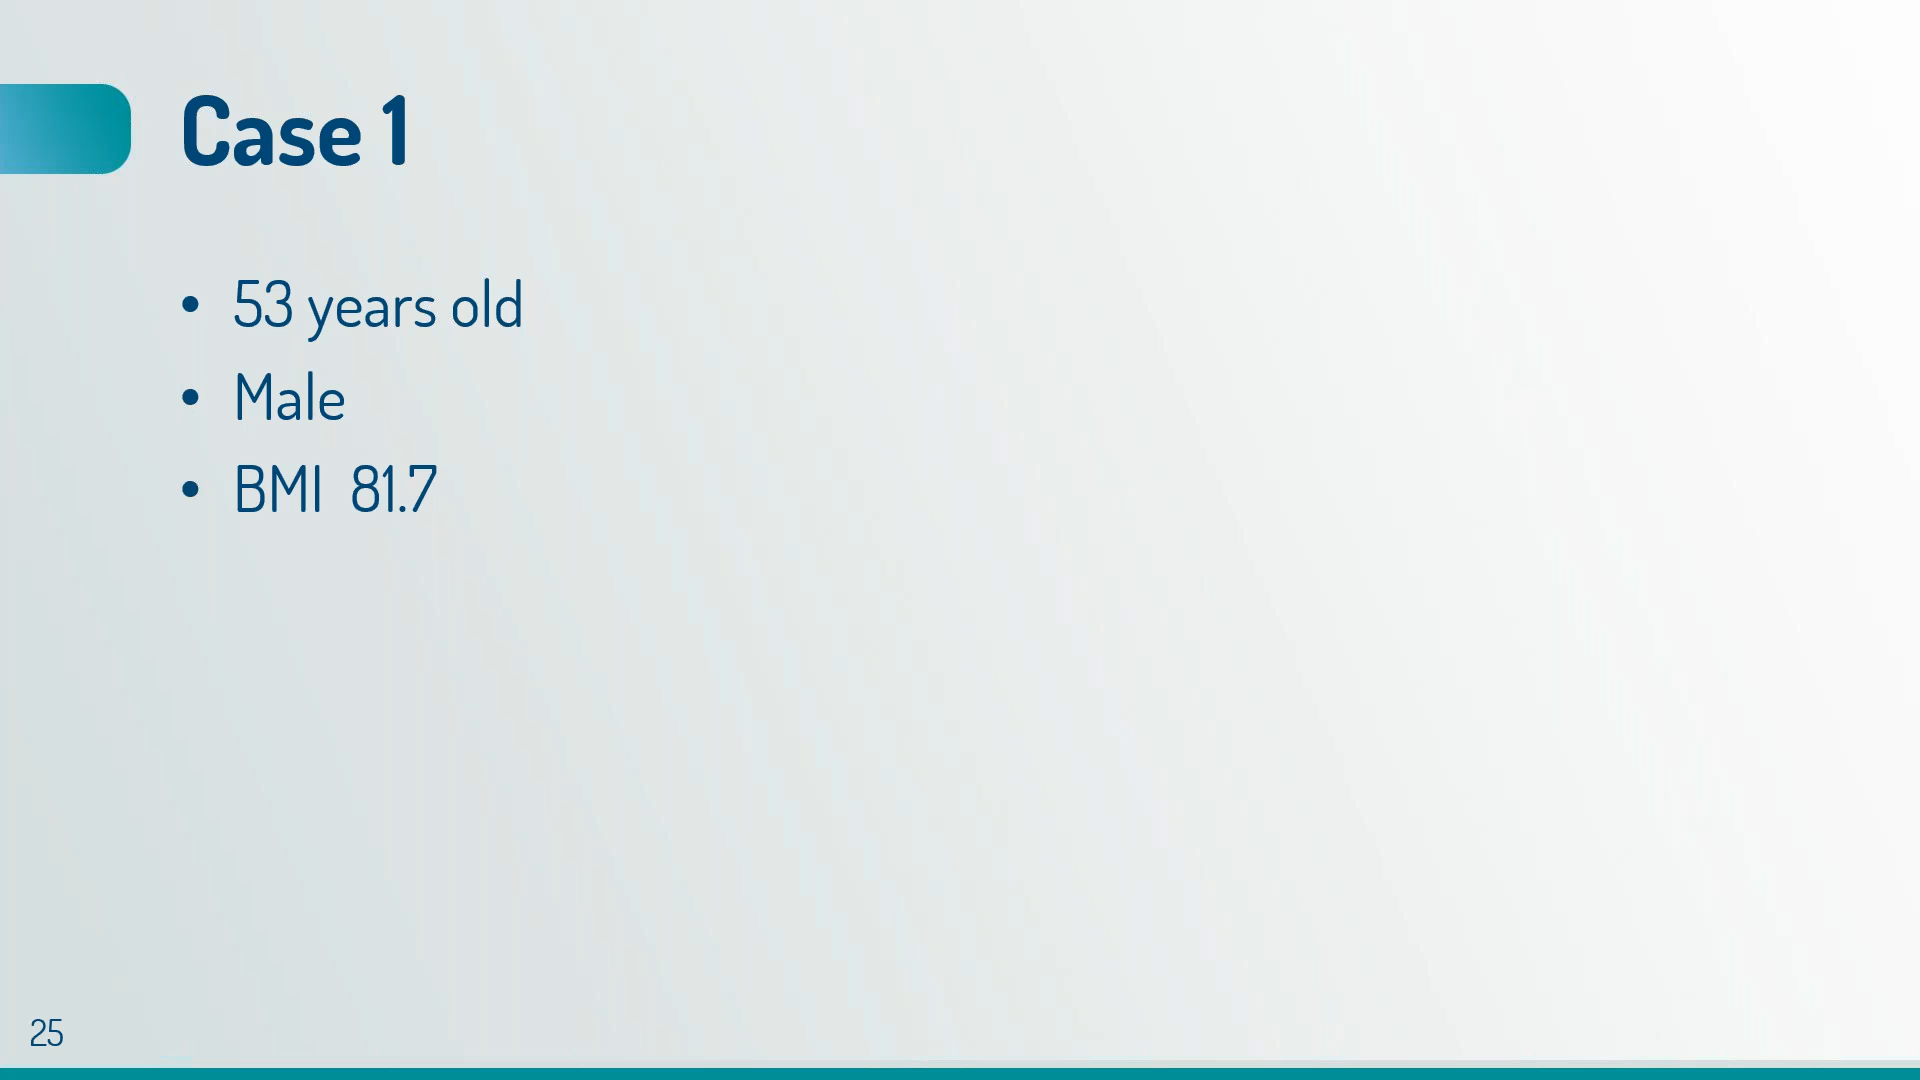 Case 1
• 53 years old
• Male
• BMI  81.7
25